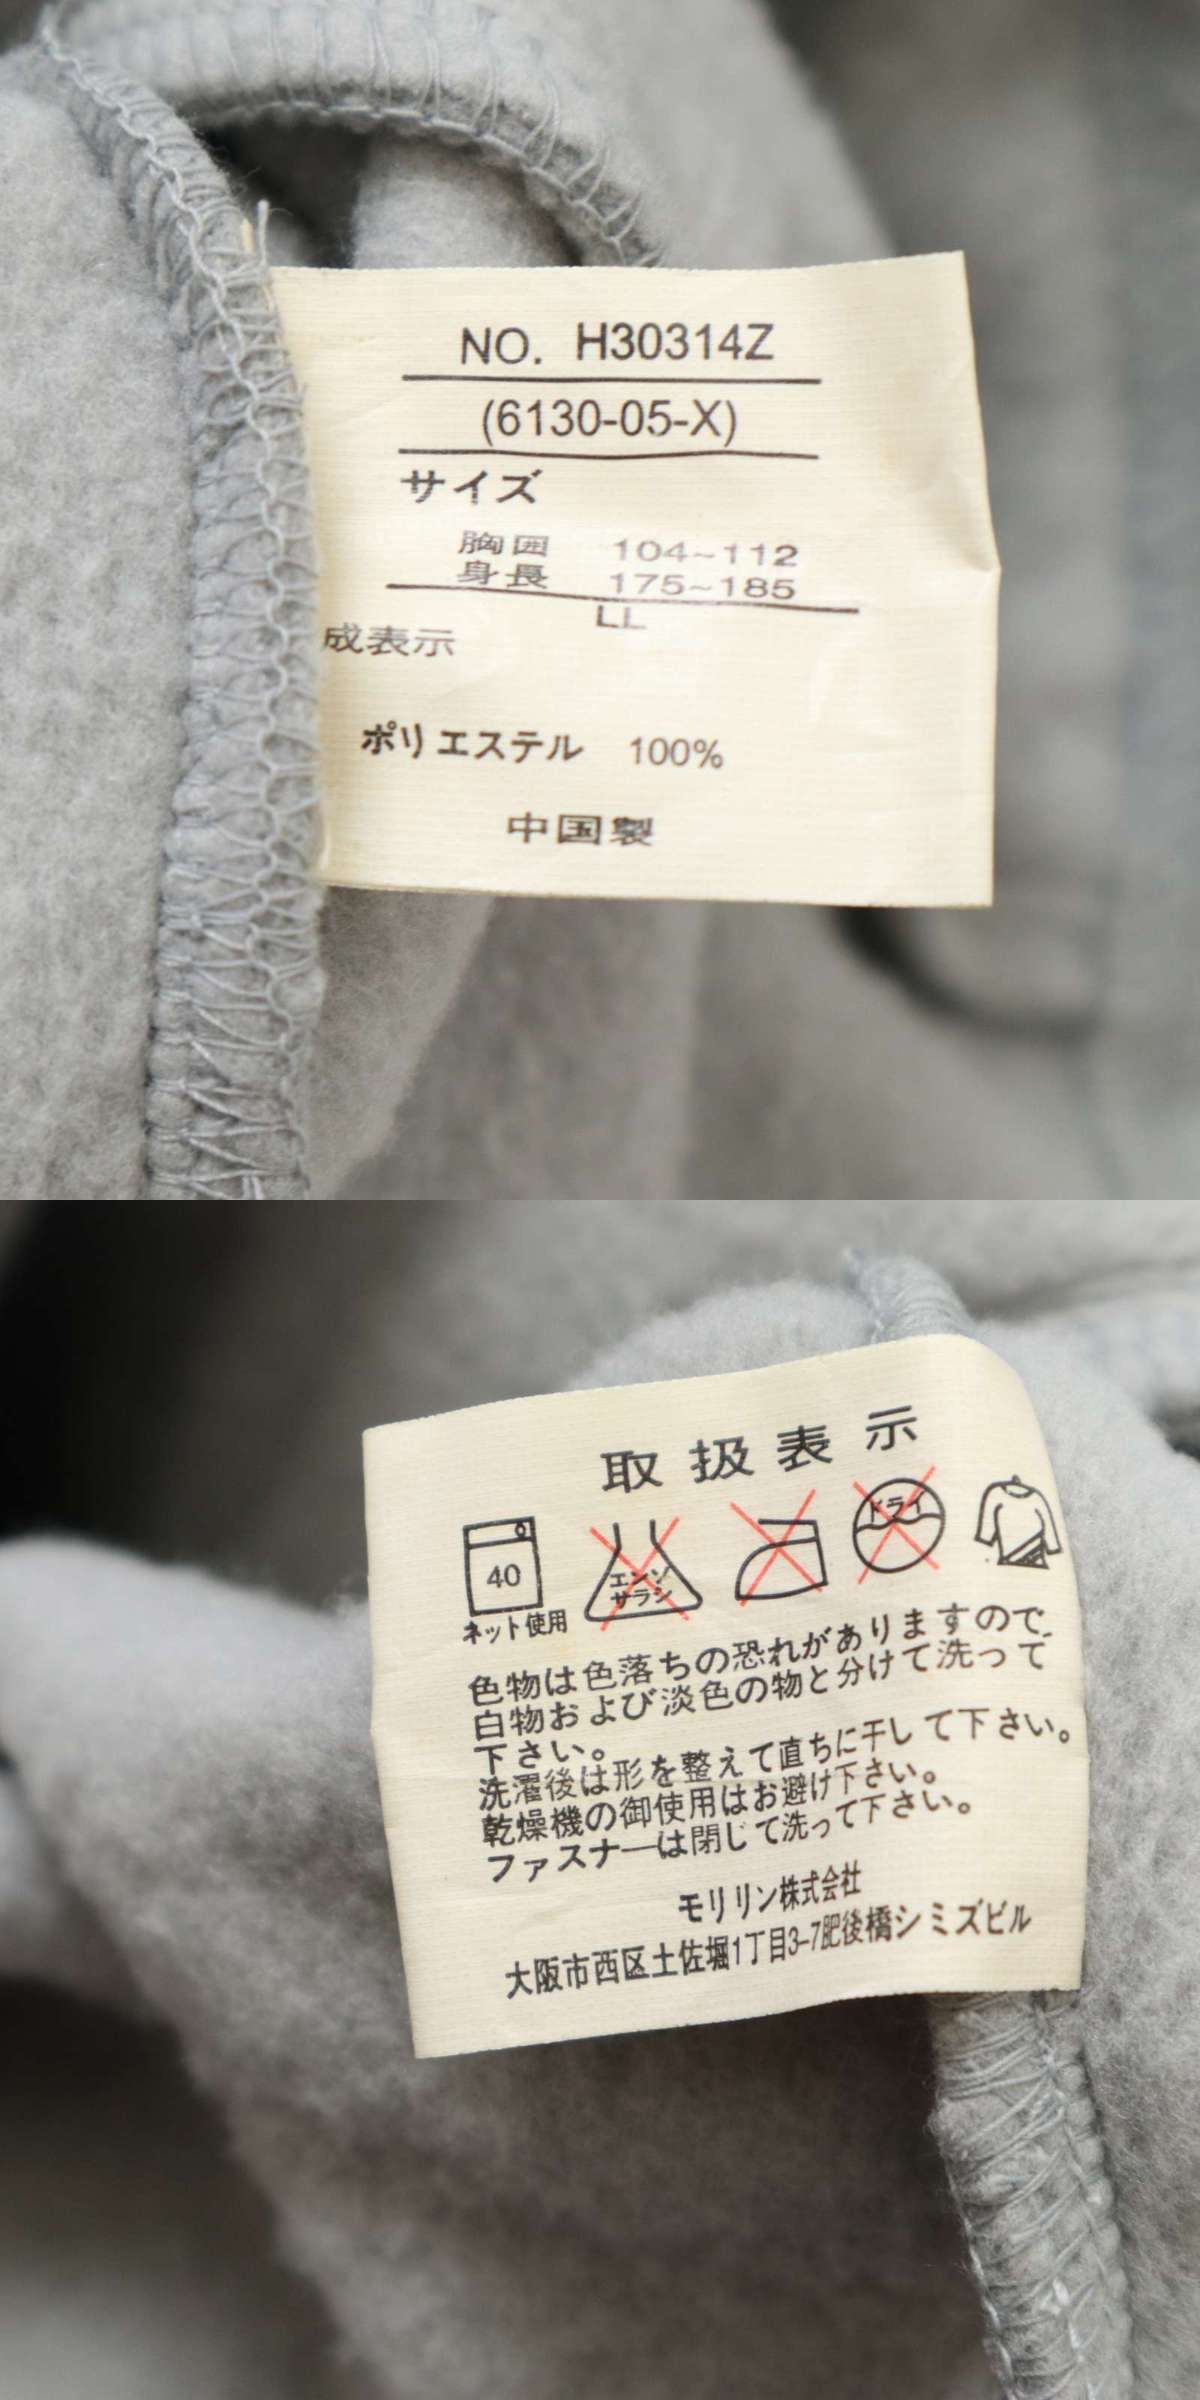 NO. H30314Z
(6130-05-X)
サイズ
胸囲 104~112
身長 175~185
LL
成表示
ポリエステル 100%
中国製
取扱表示
40
エンソ
サラシ
ドライ
ネット使用
色物は色落ちの恐れがありますので、
白物および淡色の物と分けて洗って
下さい。
洗濯後は形を整えて直ちに干して下さい。
乾燥機の御使用はお避け下さい。
ファスナーは閉じて洗って下さい。
モリリン株式会社
大阪市西区土佐堀1丁目3-7肥後橋シミズビル